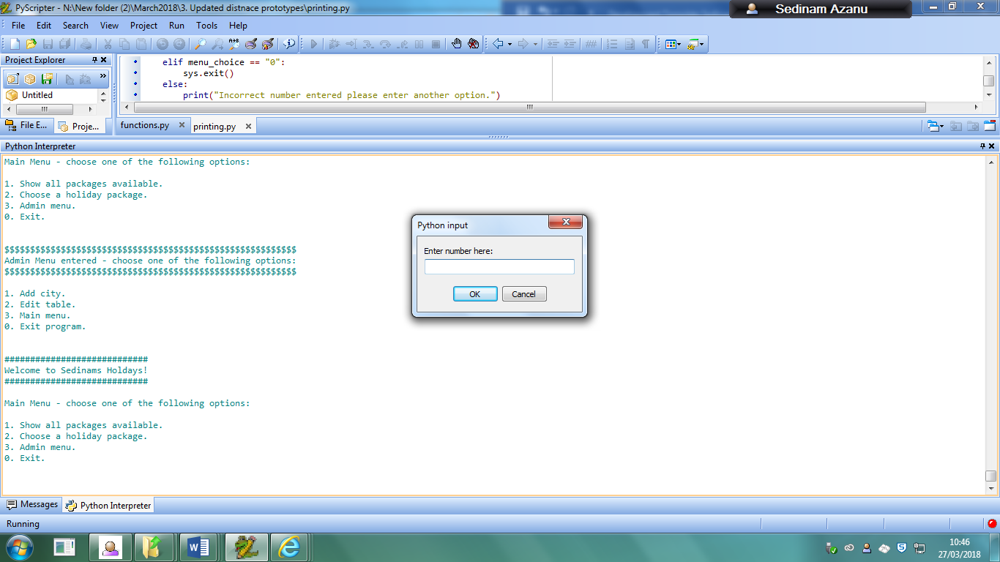 PyScripter - N:\New folder (2)\March2018\3. Updated distnace prototypes\printing.py
Sedinam Azanu
File Edit Search View Project Run Tools Help
Project Explorer
Untitled
File E... Proje...
elif menu_choice == "0":
sys.exit()
else:
print("Incorrect number entered please enter another option.")
functions.py printing.py
Python Interpreter
Main Menu - choose one of the following options:
1. Show all packages available.
2. Choose a holiday package.
3. Admin menu.
0. Exit.
$$$$$$$$$$$$$$$$$$$$$$$$$$$$$$$$$$$$$$$$$$$$$$$$$$$$$$$$$
Admin Menu entered - choose one of the following options:
$$$$$$$$$$$$$$$$$$$$$$$$$$$$$$$$$$$$$$$$$$$$$$$$$$$$$$$$$
1. Add city.
2. Edit table.
3. Main menu.
0. Exit program.
############################
Welcome to Sedinams Holdays!
############################
Main Menu - choose one of the following options:
1. Show all packages available.
2. Choose a holiday package.
3. Admin menu.
0. Exit.
Python input
Enter number here:
OK Cancel
Messages Python Interpreter
Running
10:46
27/03/2018